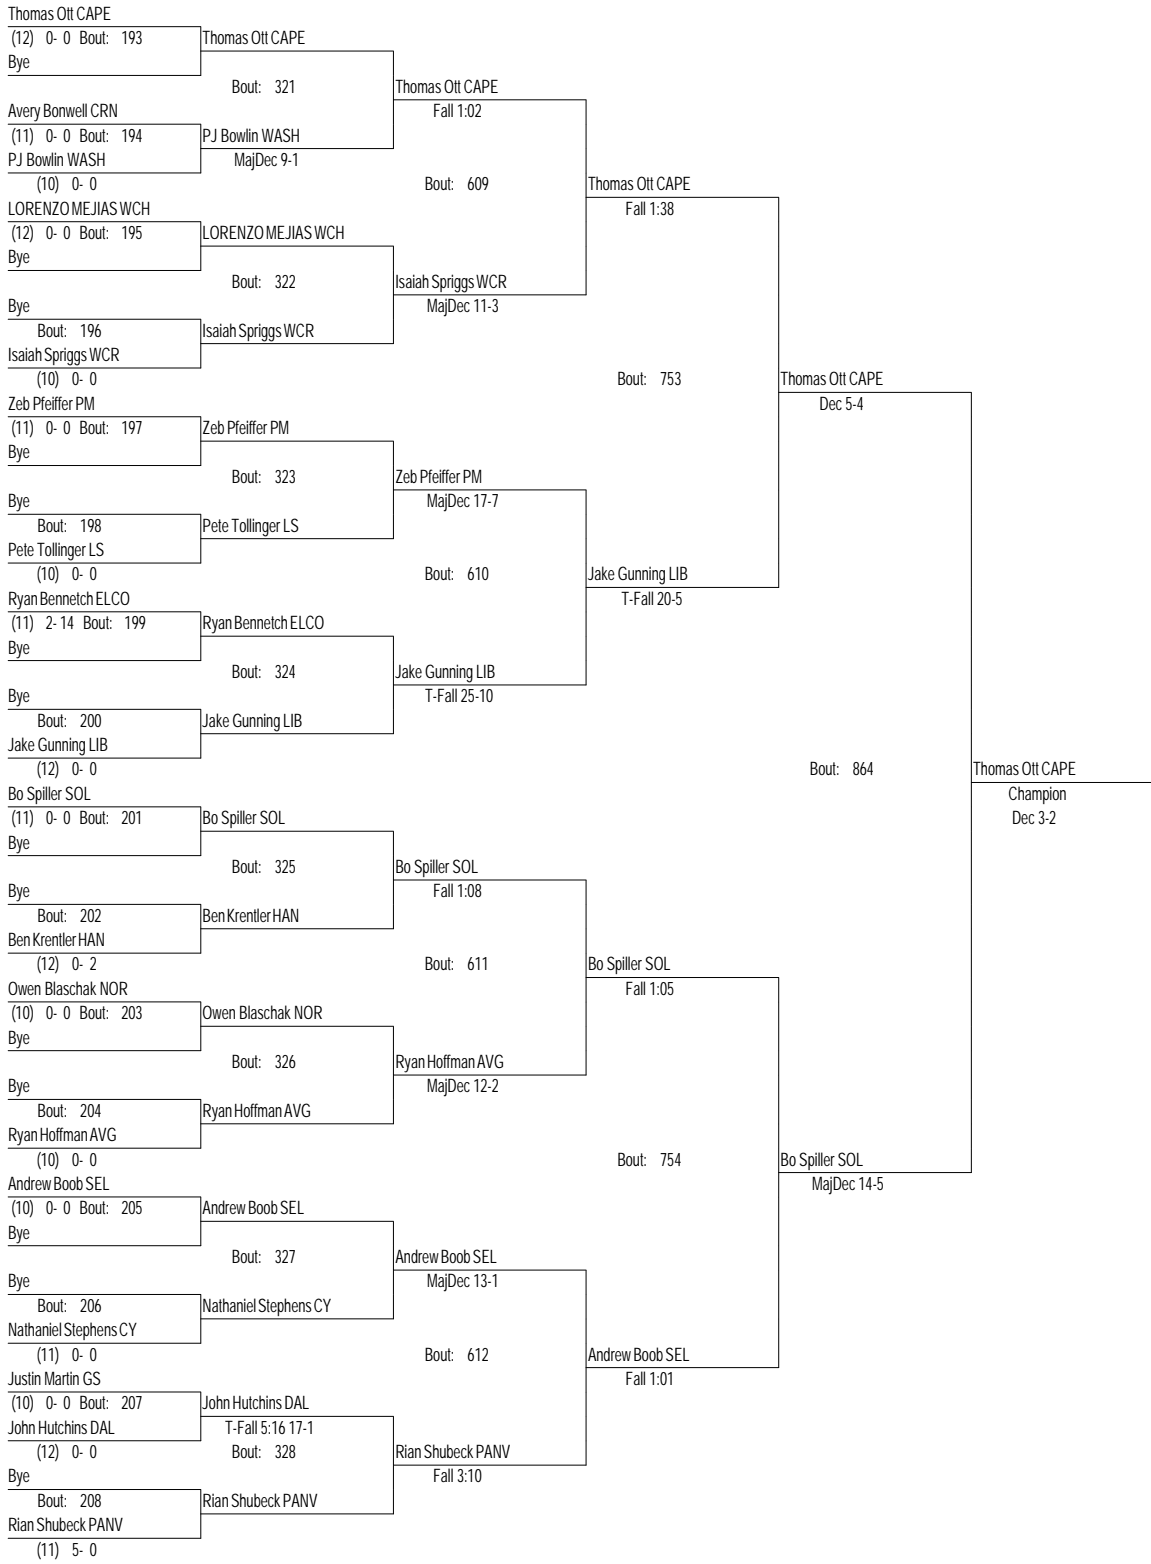 Thomas Ott CAPE
(12) 0- 0 Bout: 193
Thomas Ott CAPE
Bye
Bout: 321
Thomas Ott CAPE
Avery Bonwell CRN
Fall 1:02
(11) 0- 0 Bout: 194
PJ Bowlin WASH
PJ Bowlin WASH
MajDec 9-1
(10) 0- 0
Bout: 609
Thomas Ott CAPE
LORENZO MEJIAS WCH
Fall 1:38
(12) 0- 0 Bout: 195
LORENZO MEJIAS WCH
Bye
Bout: 322
Isaiah Spriggs WCR
Bye
MajDec 11-3
Bout: 196
Isaiah Spriggs WCR
Isaiah Spriggs WCR
(10) 0- 0
Bout: 753
Thomas Ott CAPE
Zeb Pfeiffer PM
Dec 5-4
(11) 0- 0 Bout: 197
Zeb Pfeiffer PM
Bye
Bout: 323
Zeb Pfeiffer PM
Bye
MajDec 17-7
Bout: 198
Pete Tollinger LS
Pete Tollinger LS
(10) 0- 0
Bout: 610
Jake Gunning LIB
Ryan Bennetch ELCO
T-Fall 20-5
(11) 2- 14 Bout: 199
Ryan Bennetch ELCO
Bye
Bout: 324
Jake Gunning LIB
Bye
T-Fall 25-10
Bout: 200
Jake Gunning LIB
Jake Gunning LIB
(12) 0- 0
Bout: 864
Thomas Ott CAPE
Bo Spiller SOL
Champion
(11) 0- 0 Bout: 201
Bo Spiller SOL
Dec 3-2
Bye
Bout: 325
Bo Spiller SOL
Bye
Fall 1:08
Bout: 202
Ben Krentler HAN
Ben Krentler HAN
(12) 0- 2
Bout: 611
Bo Spiller SOL
Owen Blaschak NOR
Fall 1:05
(10) 0- 0 Bout: 203
Owen Blaschak NOR
Bye
Bout: 326
Ryan Hoffman AVG
Bye
MajDec 12-2
Bout: 204
Ryan Hoffman AVG
Ryan Hoffman AVG
(10) 0- 0
Bout: 754
Bo Spiller SOL
Andrew Boob SEL
MajDec 14-5
(10) 0- 0 Bout: 205
Andrew Boob SEL
Bye
Bout: 327
Andrew Boob SEL
Bye
MajDec 13-1
Bout: 206
Nathaniel Stephens CY
Nathaniel Stephens CY
(11) 0- 0
Bout: 612
Andrew Boob SEL
Justin Martin GS
Fall 1:01
(10) 0- 0 Bout: 207
John Hutchins DAL
John Hutchins DAL
T-Fall 5:16 17-1
(12) 0- 0
Bout: 328
Rian Shubeck PANV
Bye
Fall 3:10
Bout: 208
Rian Shubeck PANV
Rian Shubeck PANV
(11) 5- 0